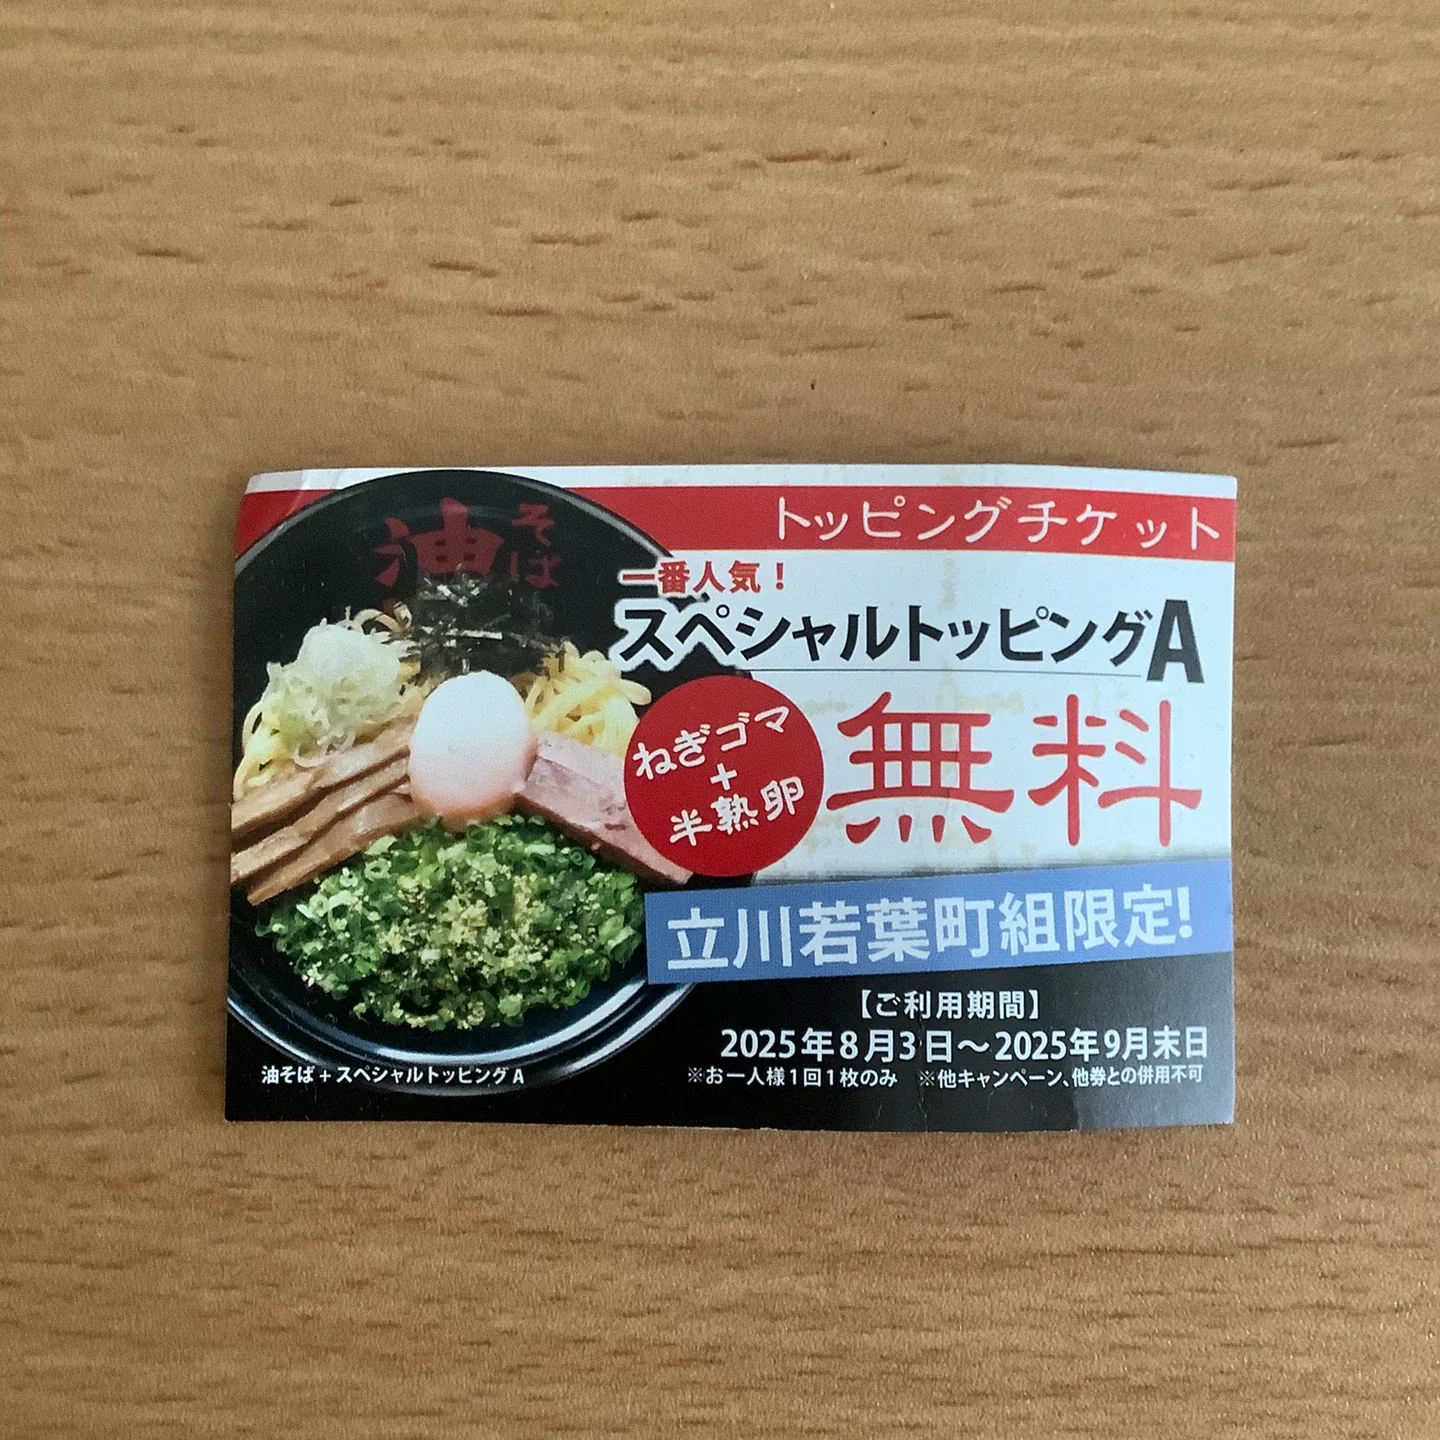 油そば
トッピングチケット
一番人気！
スペシャルトッピングA
ねぎゴマ
+
半熟卵
無料
立川若葉町組限定!
【ご利用期間】
2025年8月3日～2025年9月末日
※お一人様1回1枚のみ ※他キャンペーン、他券との併用不可
油そば+スペシャルトッピングA